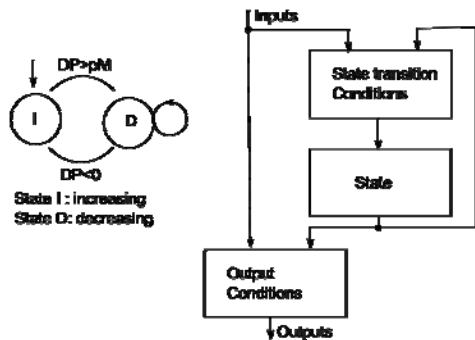 Inputs
DP>pM
I
D
DP<0
State I : increasing
State D: decreasing
State transition
Conditions
State
Output
Conditions
Outputs